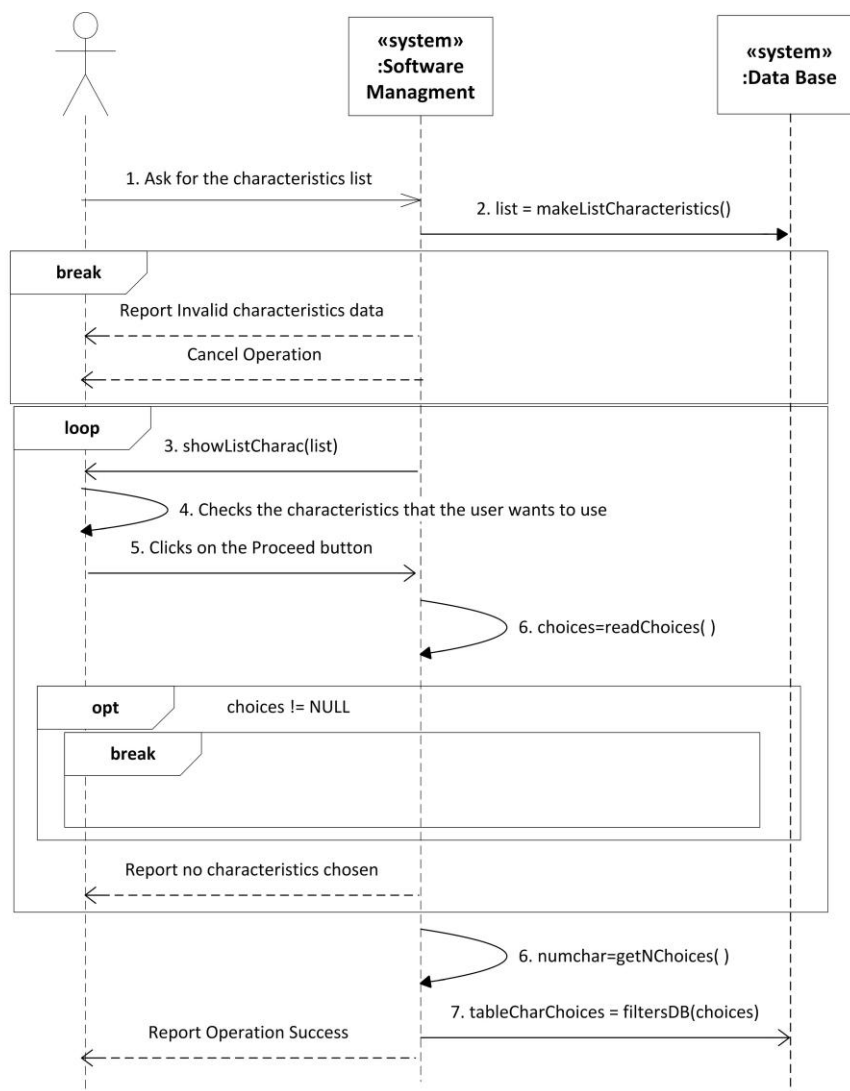 «system»
:Software
Managment
«system»
:Data Base
1. Ask for the characteristics list
2. list = makeListCharacteristics()
break
Report Invalid characteristics data
Cancel Operation
loop
3. showListCharac(list)
4. Checks the characteristics that the user wants to use
5. Clicks on the Proceed button
6. choices=readChoices( )
opt choices != NULL
break
Report no characteristics chosen
6. numchar=getNChoices( )
7. tableCharChoices = filtersDB(choices)
Report Operation Success